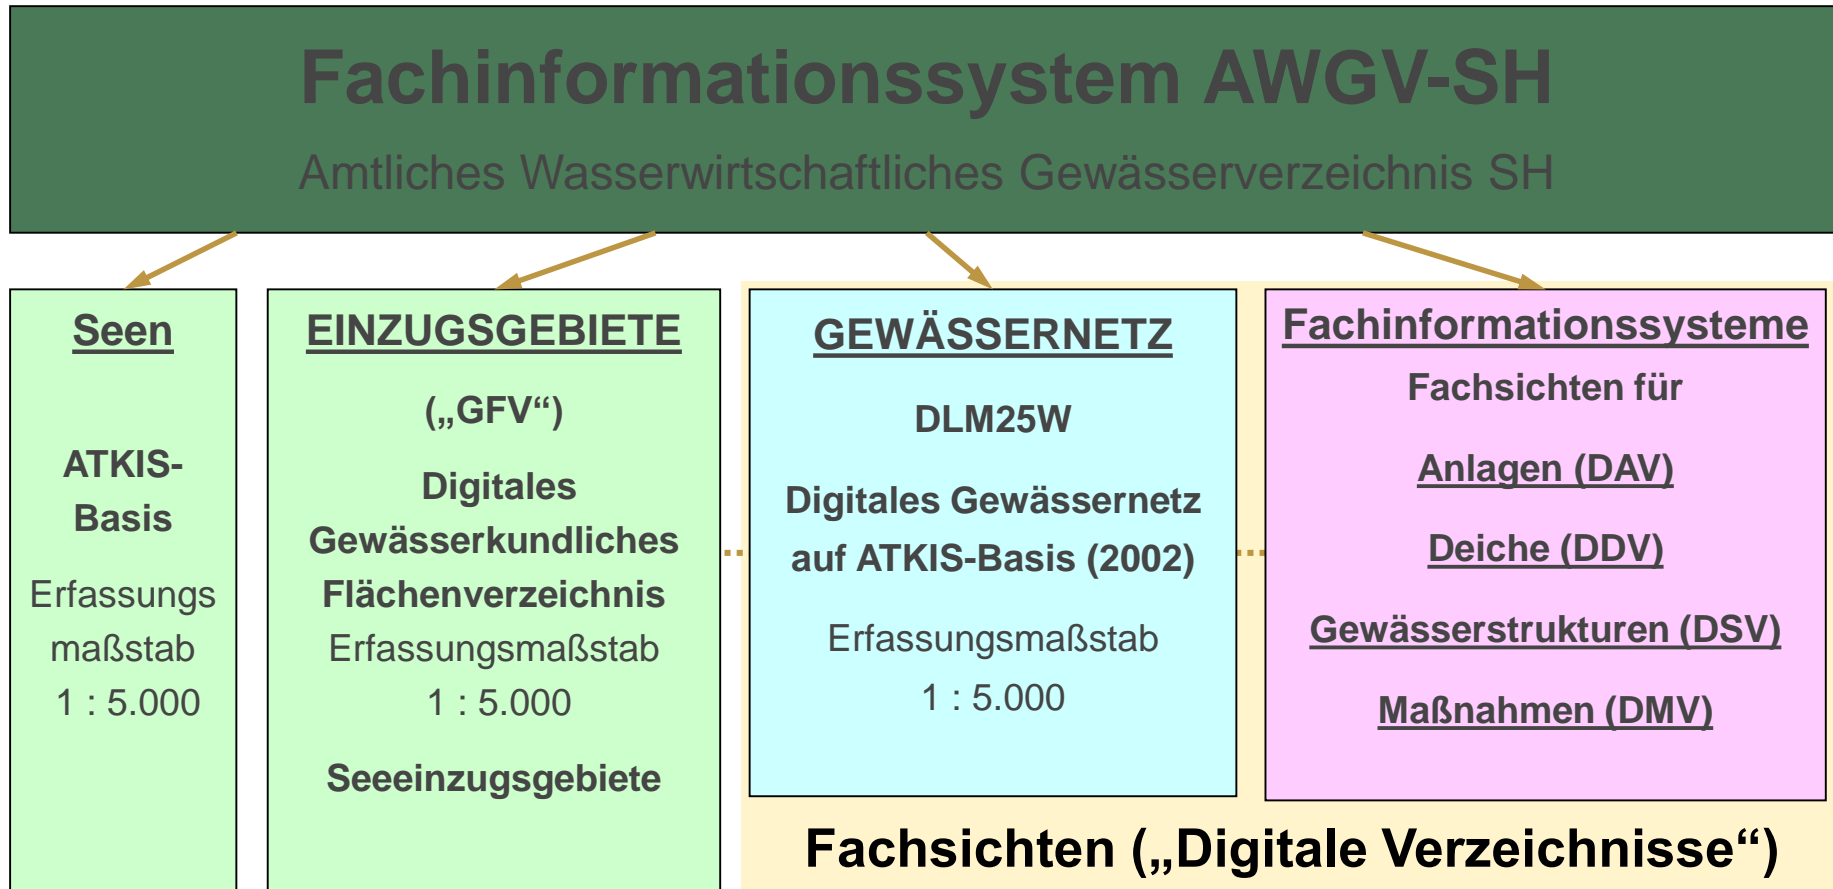 Fachinformationssystem AWGV-SH
Amtliches Wasserwirtschaftliches Gewässerverzeichnis SH
Seen
ATKIS-
Basis
Erfassungs
maßstab
1 : 5.000
EINZUGSGEBIETE
(„GFV“)
Digitales
Gewässerkundliches
Flächenverzeichnis
Erfassungsmaßstab
1 : 5.000
Seeeinzugsgebiete
GEWÄSSERNETZ
DLM25W
Digitales Gewässernetz
auf ATKIS-Basis (2002)
Erfassungsmaßstab
1 : 5.000
Fachinformationssysteme
Fachsichten für
Anlagen (DAV)
Deiche (DDV)
Gewässerstrukturen (DSV)
Maßnahmen (DMV)
Fachsichten („Digitale Verzeichnisse“)